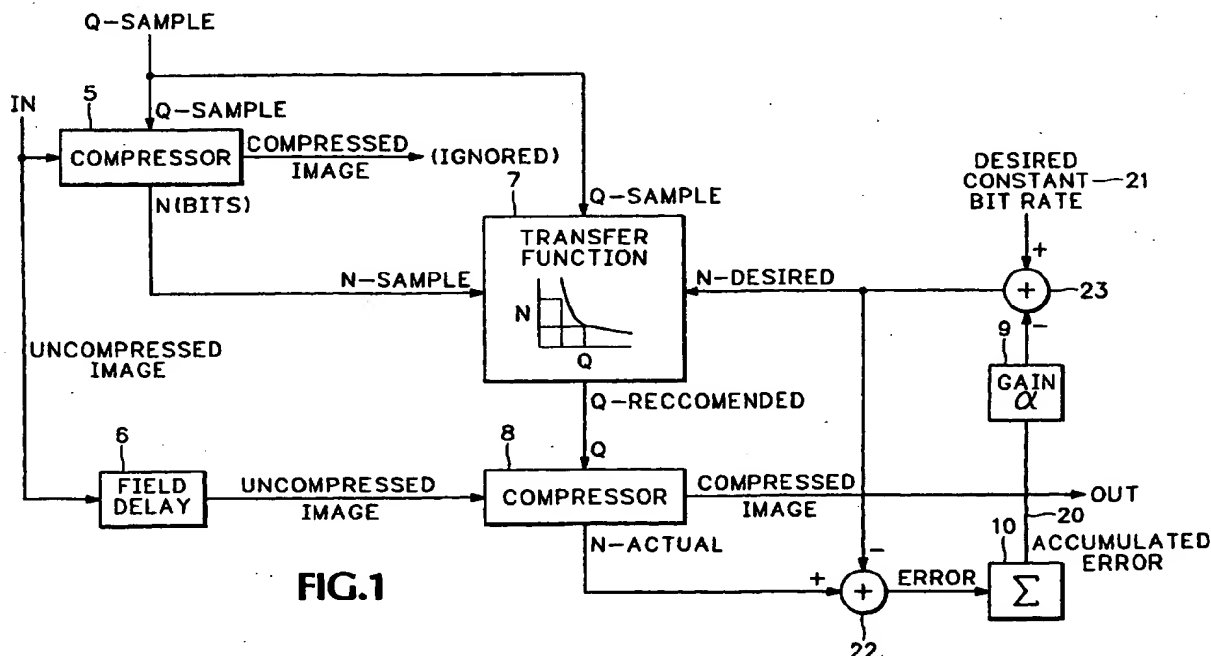 Q-SAMPLE
IN
5
Q-SAMPLE
COMPRESSOR
COMPRESSED
IMAGE
(IGNORED)
N(BITS)
7
Q-SAMPLE
TRANSFER
FUNCTION
N
Q
N-SAMPLE
N-DESIRED
DESIRED
CONSTANT
BIT RATE
21
+
+
23
-
9
GAIN
α
UNCOMPRESSED
IMAGE
Q-RECCOMENDED
6
FIELD
DELAY
UNCOMPRESSED
IMAGE
8
Q
COMPRESSOR
COMPRESSED
IMAGE
OUT
20
N-ACTUAL
10
ACCUMULATED
ERROR
-
+
+
ERROR
Σ
22
FIG.1